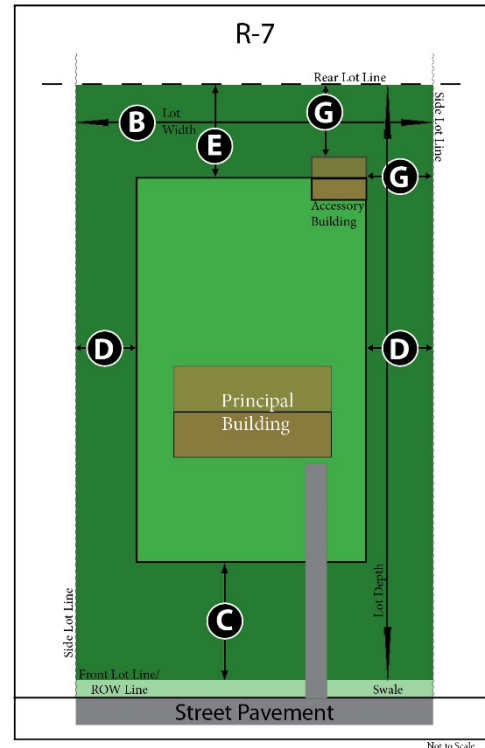 R-7
Rear Lot Line
Side Lot Line
B
Lot
Width
E
G
G
Accessory
Building
D
D
Principal
Building
C
Lot Depth
Side Lot Line
Front Lot Line/
ROW Line
Swale
Street Pavement
Not to Scale